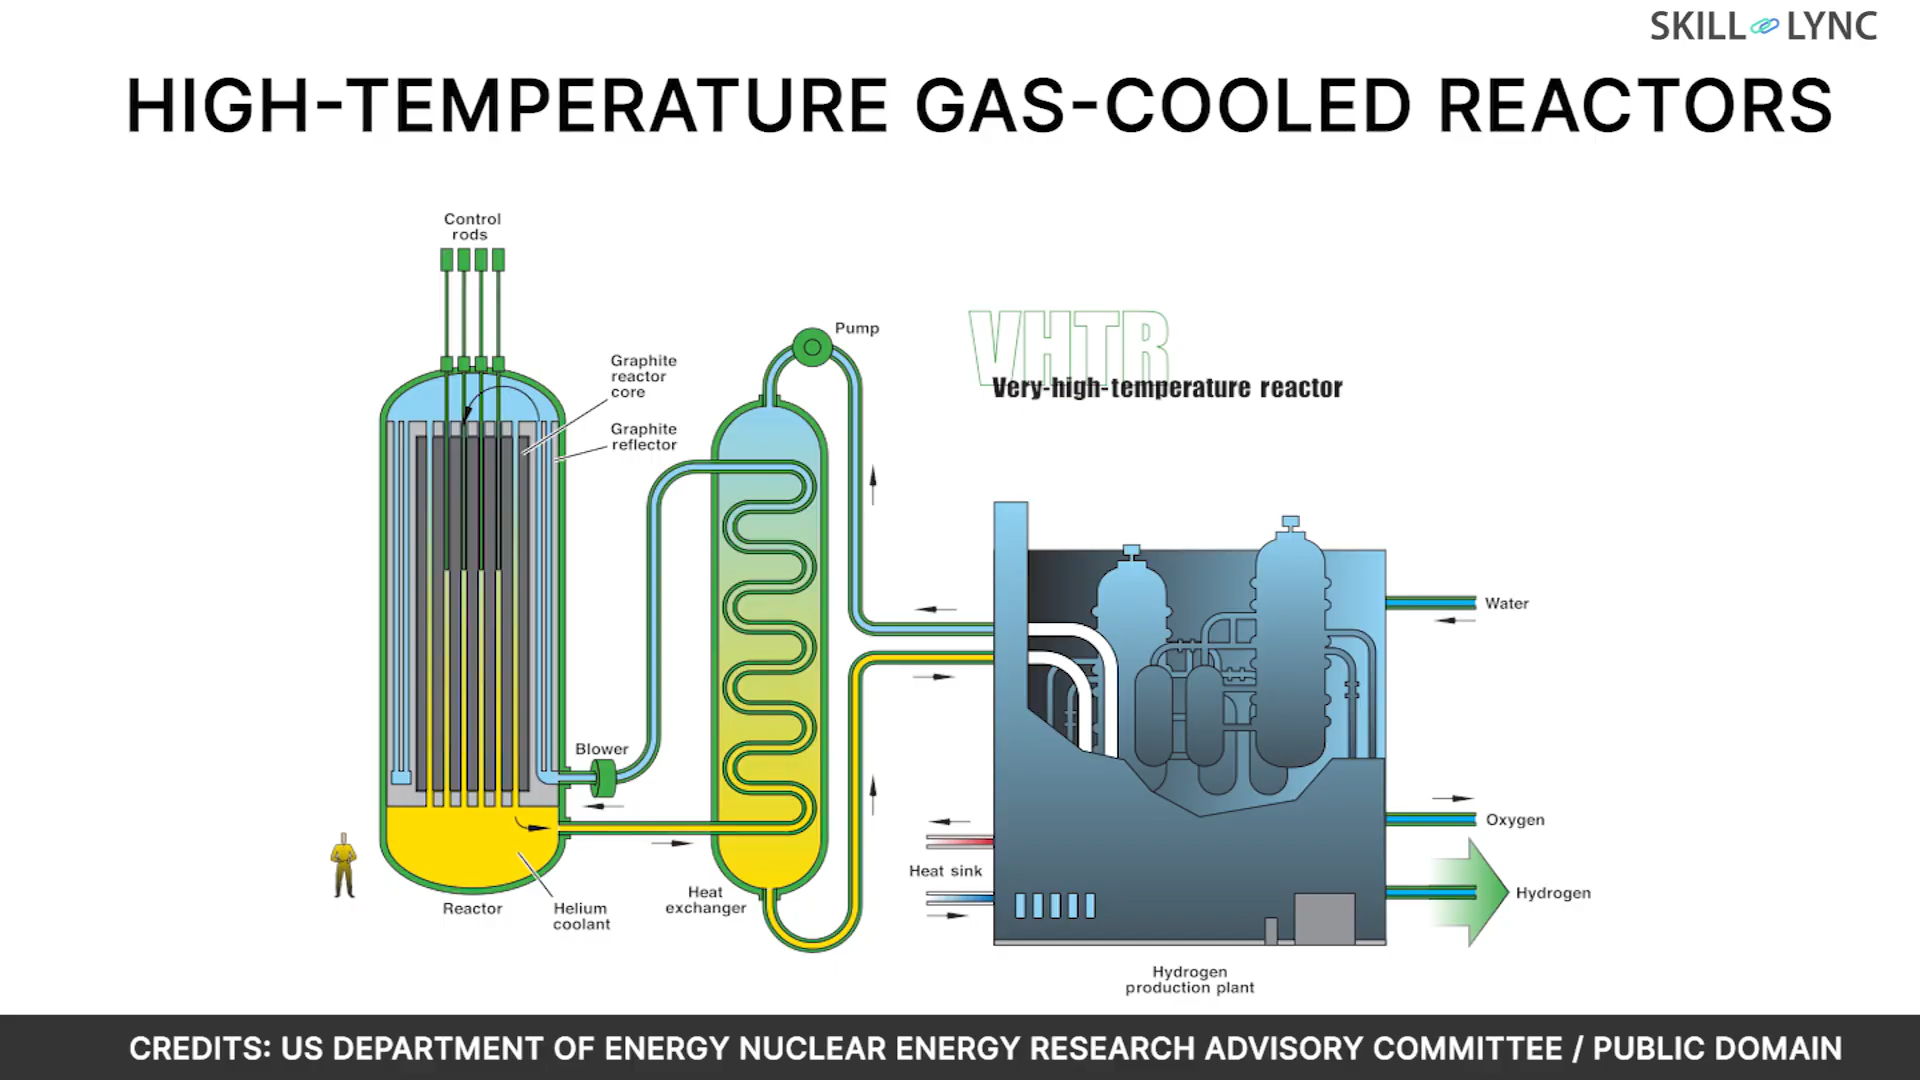 SKILL LYNC
HIGH-TEMPERATURE GAS-COOLED REACTORS
Control
rods
Pump
VHTR
Very-high-temperature reactor
Graphite
reactor
core
Graphite
reflector
Water
Blower
Oxygen
Heat sink
Heat
exchanger
Hydrogen
Reactor
Helium
coolant
Hydrogen
production plant
CREDITS: US DEPARTMENT OF ENERGY NUCLEAR ENERGY RESEARCH ADVISORY COMMITTEE / PUBLIC DOMAIN